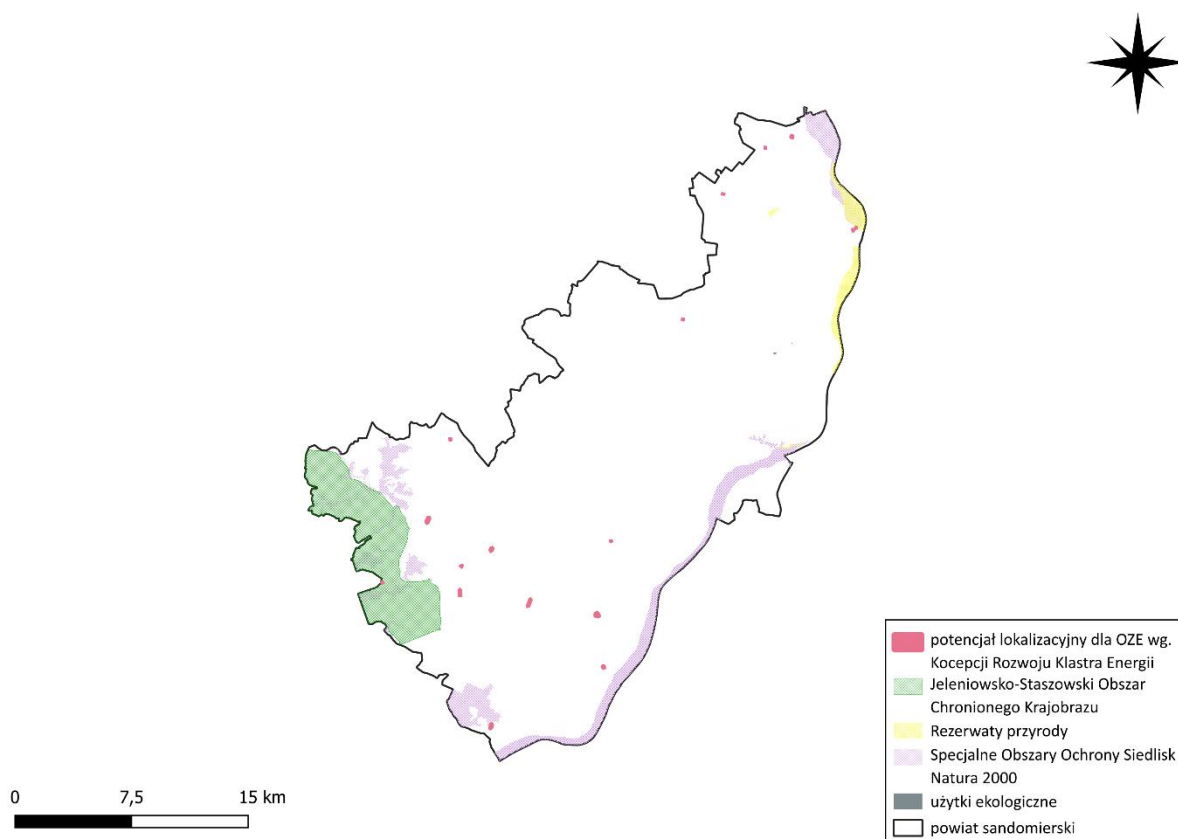 potencjał lokalizacyjny dla OZE wg.
Kocepcji Rozwoju Klastra Energii
Jeleniowsko-Staszowski Obszar
Chronionego Krajobrazu
Rezerwaty przyrody
Specjalne Obszary Ochrony Siedlisk
Natura 2000
użytki ekologiczne
powiat sandomierski
0 7,5 15 km